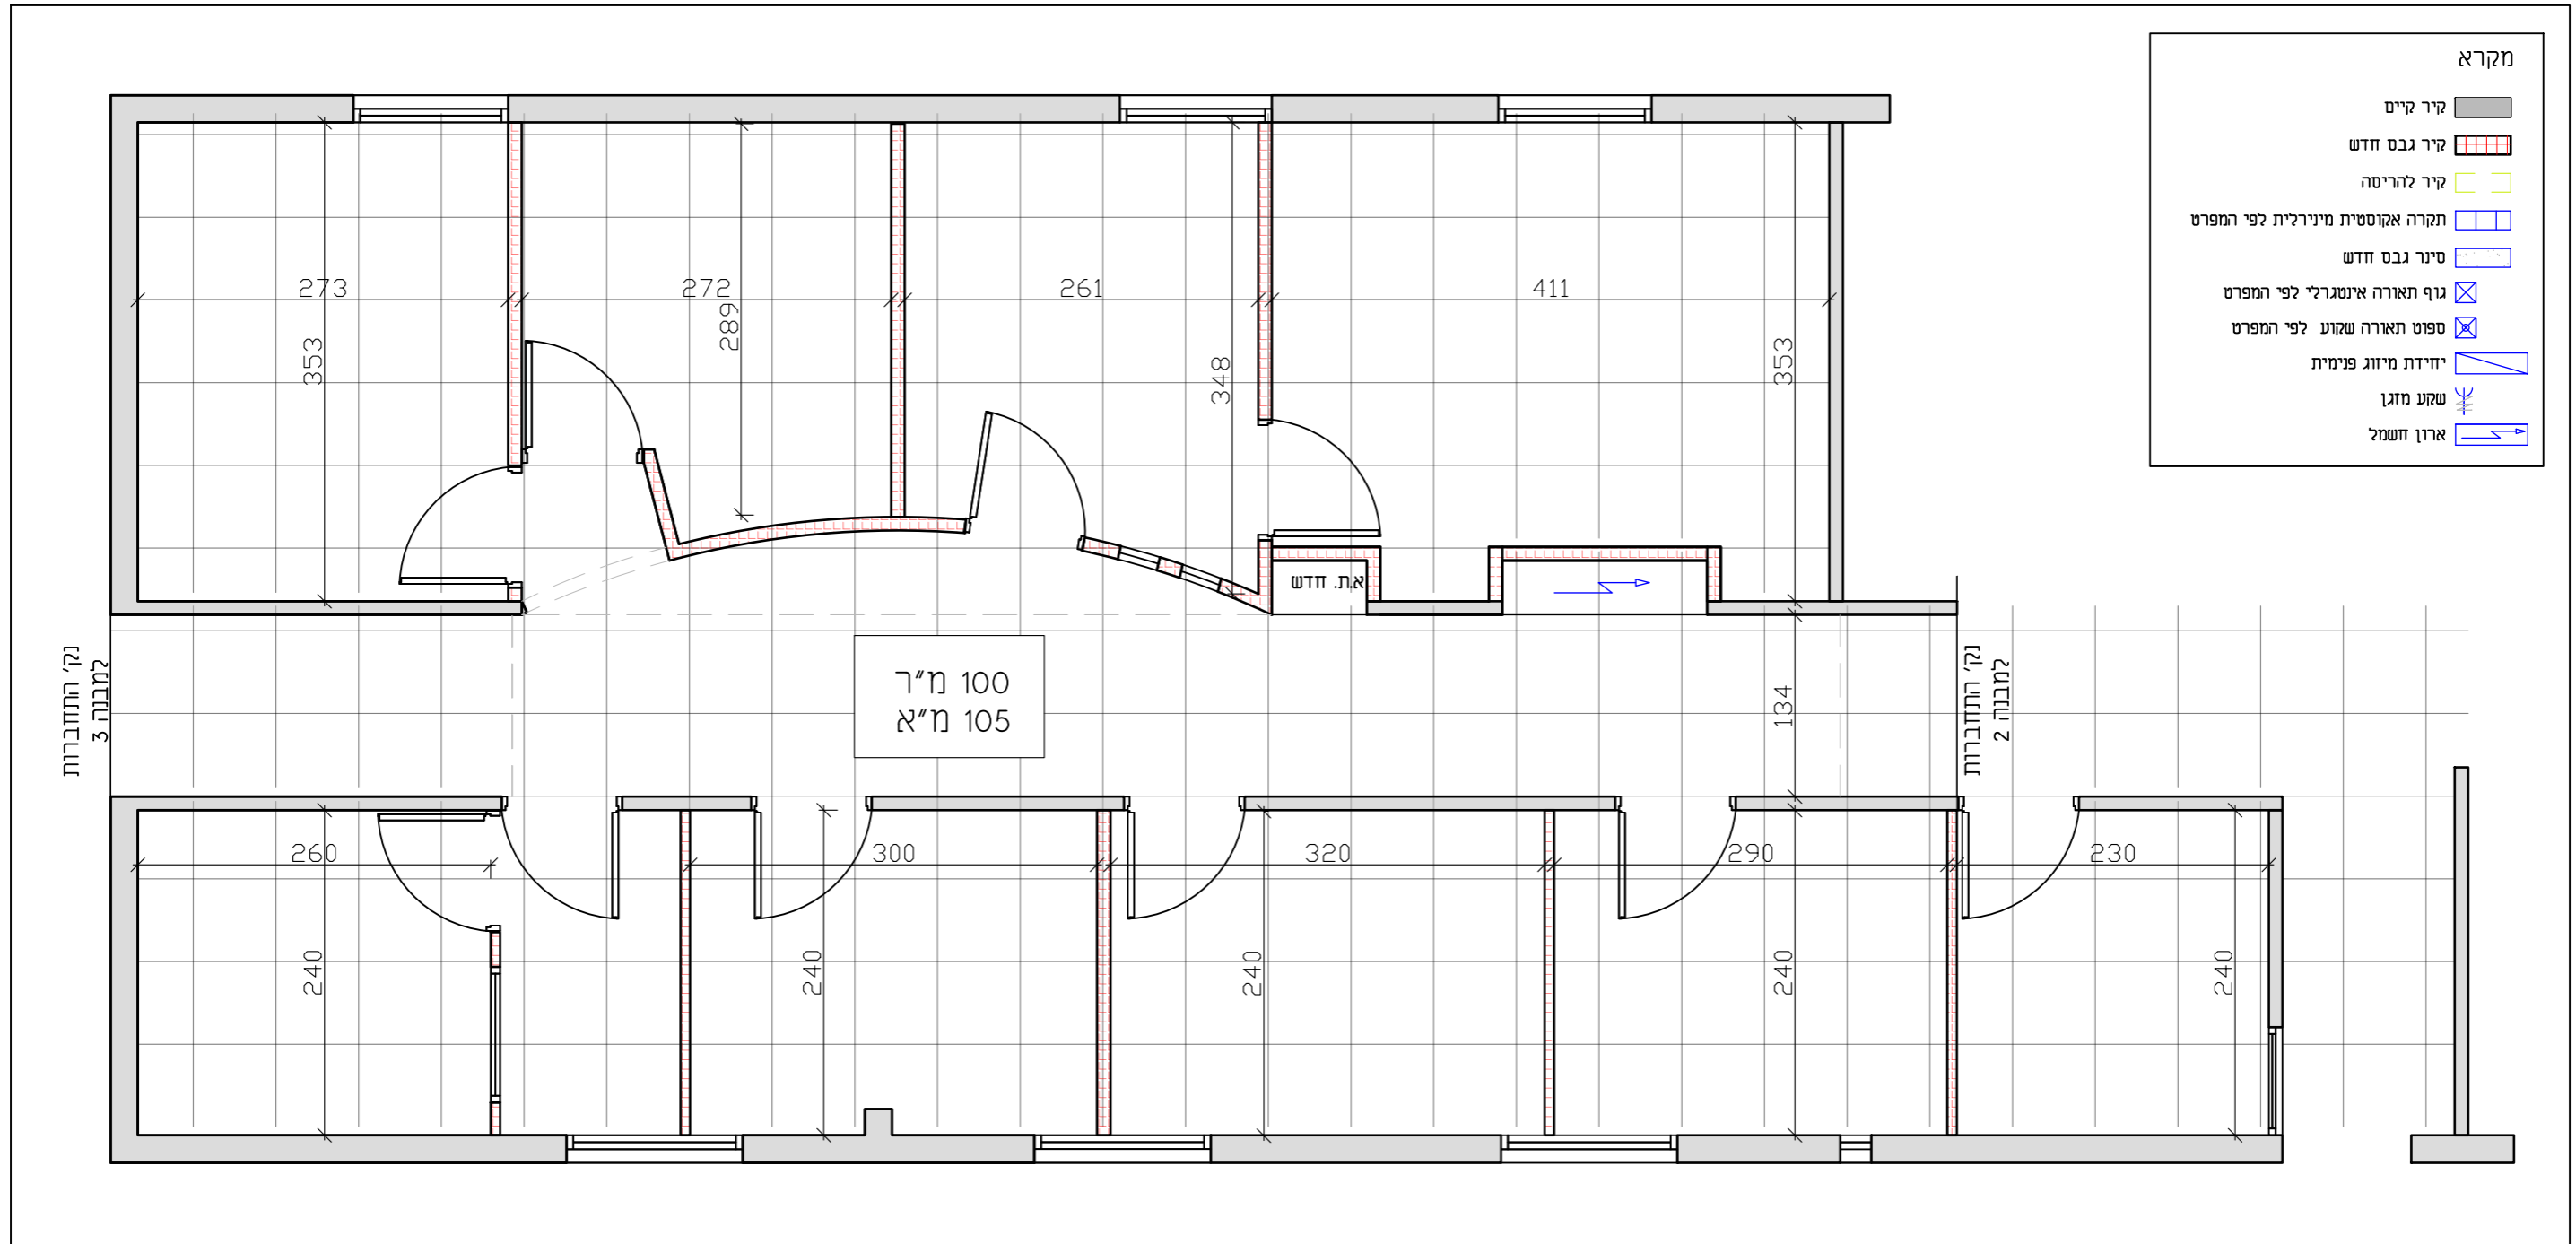 מקרא
קיר קיים
קיר גבס חדש
קיר להריסה
תקרה אקוסטית מינירלית לפי המפרט
סינר גבס חדש
גוף תאורה אינטגרלי לפי המפרט
ספוט תאורה שקוע לפי המפרט
יחידת מיזוג פנימית
שקע מזגן
ארון חשמל
273
272
261
411
353
289
348
353
א.ת. חדש
נק' התחברות
למבנה 3
100 מ"ר
105 מ"א
134
נק' התחברות
למבנה 2
260
300
320
290
230
240
240
240
240
240